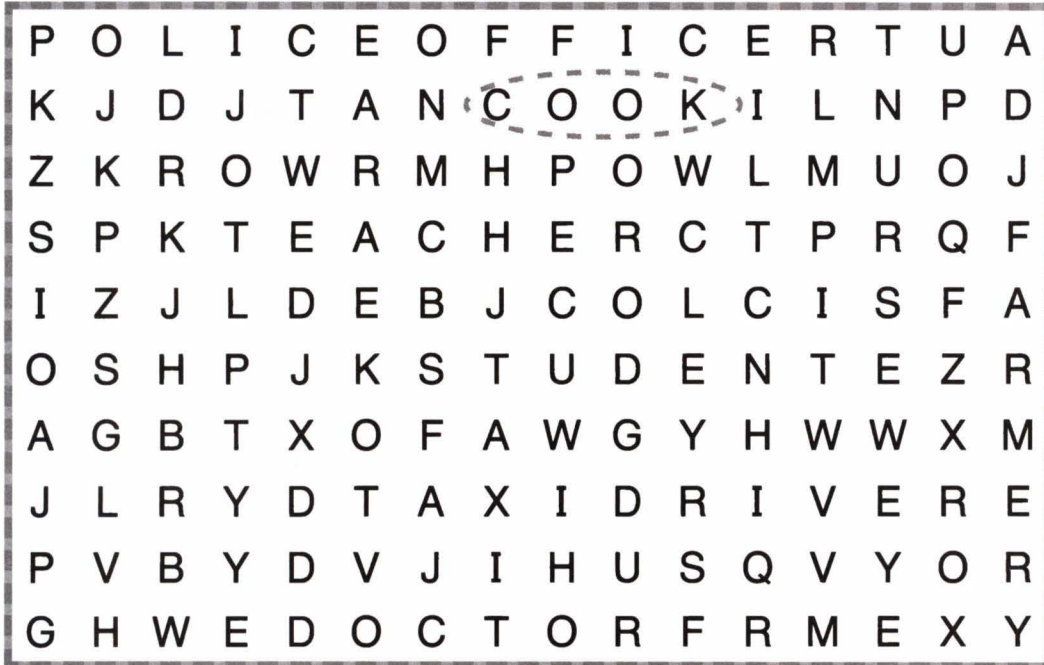 P O L I C E O F F I C E R T U A
K J D J T A N C O O K I L N P D
Z K R O W R M H P O W L M U O J
S P K T E A C H E R C T P R Q F
I Z J L D E B J C O L C I S F A
O S H P J K S T U D E N T E Z R
A G B T X O F A W G Y H W W X M
J L R Y D T A X I D R I V E R E
P V B Y D V J I H U S Q V Y O R
G H W E D O C T O R F R M E X Y